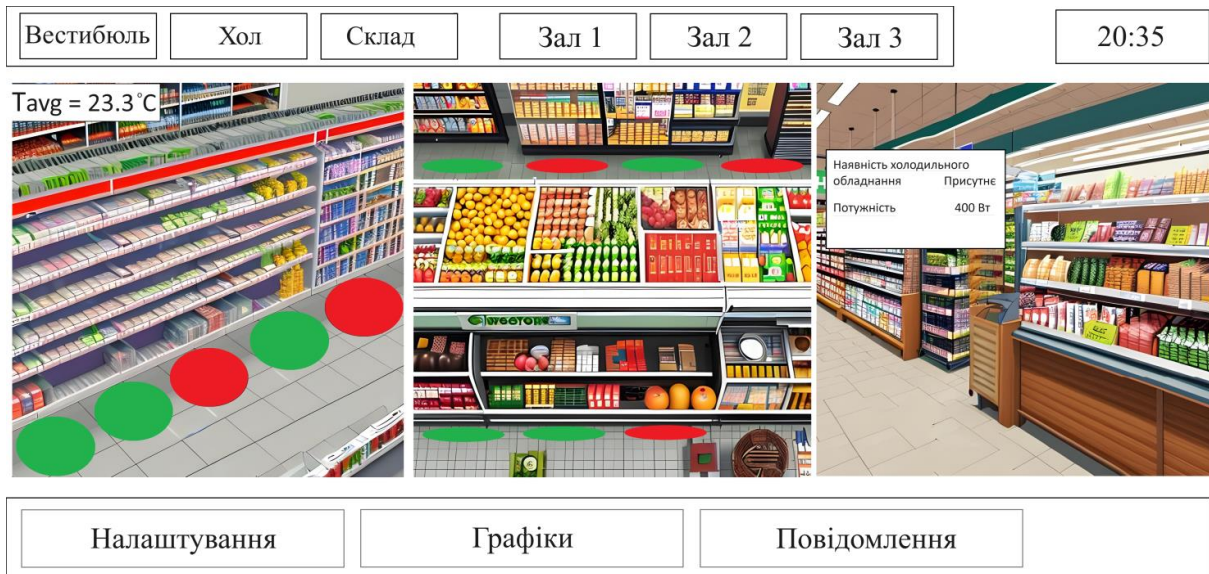 Вестибюль
Хол
Склад
Зал 1
Зал 2
Зал 3
20:35
Tavg = 23.3°C
Наявність холодильного
обладнання Присутнє
Потужність 400 Вт
Налаштування
Графіки
Повідомлення